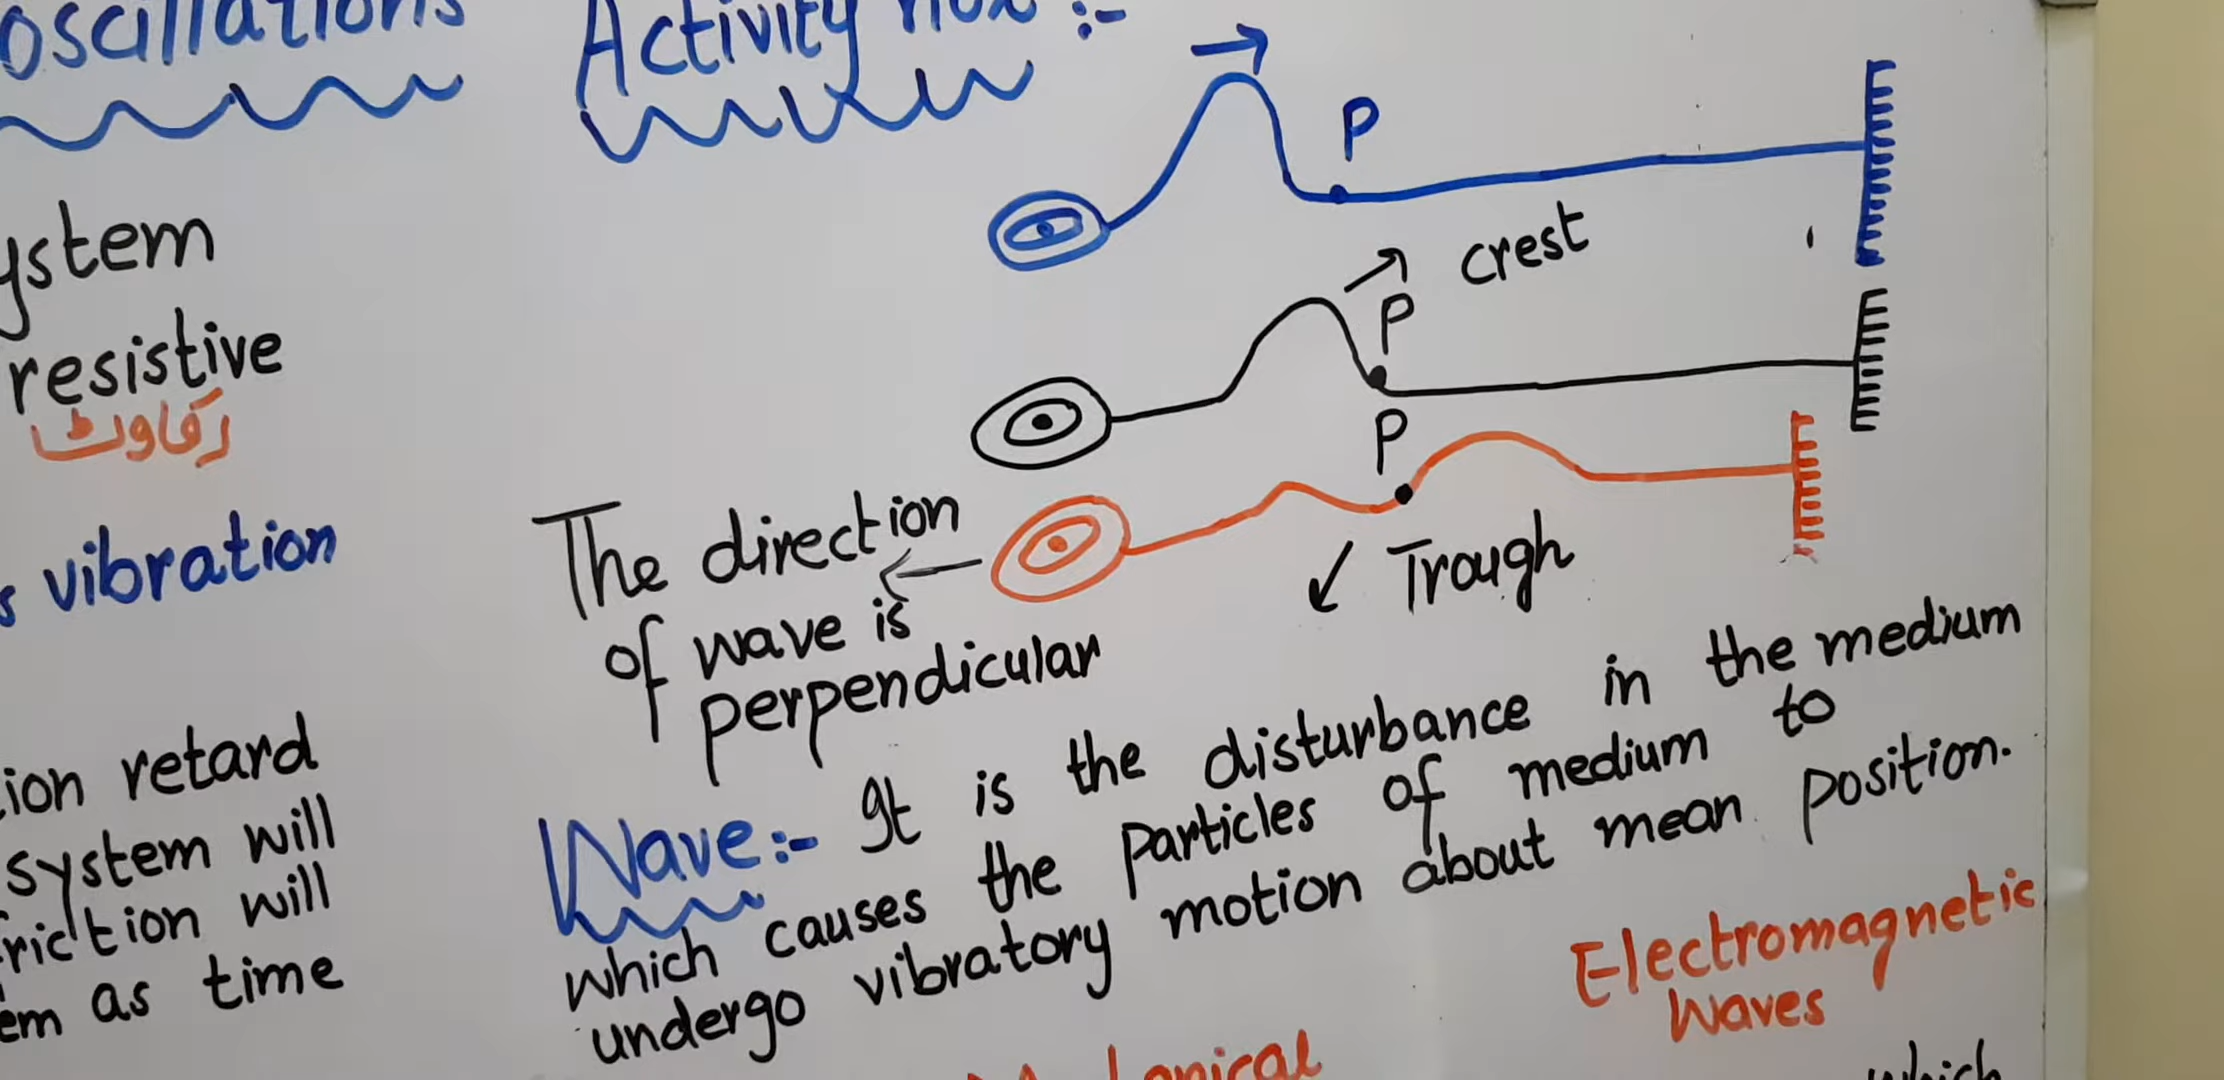 oscillations
ystem
resistive
رکاوٹ
s vibration
ion retard
system will
friction will
em as time
Activity
P
crest
P
P
Trough
The direction
of wave is
perpendicular
Wave:- It is the disturbance in the medium
which causes the particles of medium to
undergo vibratory motion about mean position.
Electromagnetic
Waves
which